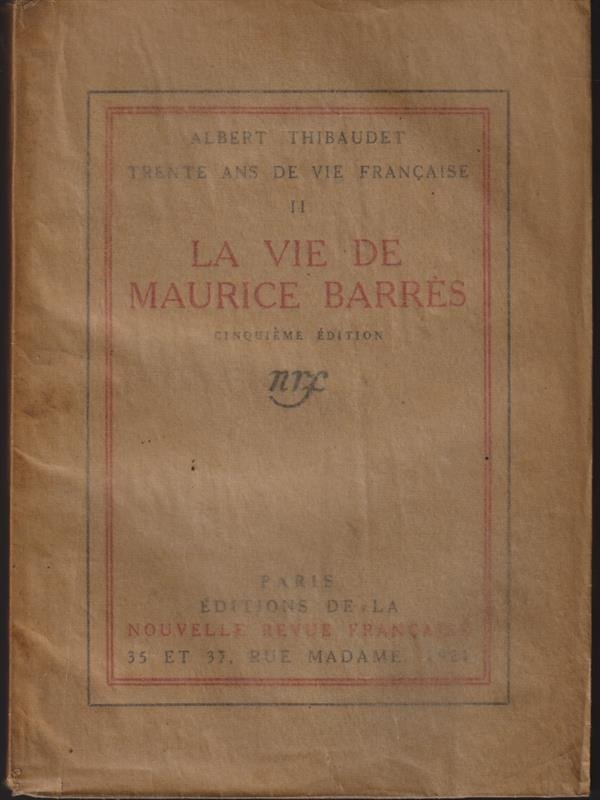 ALBERT THIBAUDET
TRENTE ANS DE VIE FRANÇAISE
II
LA VIE DE
MAURICE BARRÈS
CINQUIÈME ÉDITION
nrf
PARIS
ÉDITIONS DE LA
NOUVELLE REVUE FRANÇAISE
35 ET 37, RUE MADAME. 1921